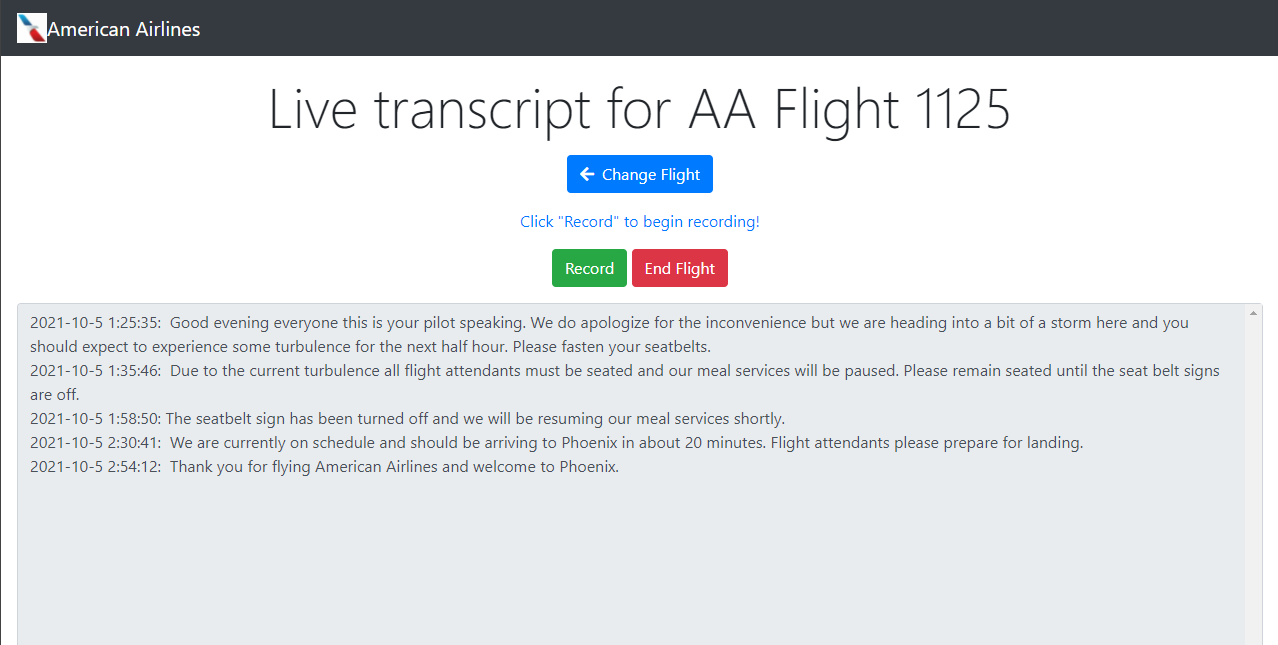 American Airlines
Live transcript for AA Flight 1125
Change Flight
Click "Record" to begin recording!
Record End Flight
2021-10-5 1:25:35:  Good evening everyone this is your pilot speaking. We do apologize for the inconvenience but we are heading into a bit of a storm here and you
should expect to experience some turbulence for the next half hour. Please fasten your seatbelts.
2021-10-5 1:35:46:  Due to the current turbulence all flight attendants must be seated and our meal services will be paused. Please remain seated until the seat belt signs
are off.
2021-10-5 1:58:50: The seatbelt sign has been turned off and we will be resuming our meal services shortly.
2021-10-5 2:30:41:  We are currently on schedule and should be arriving to Phoenix in about 20 minutes. Flight attendants please prepare for landing.
2021-10-5 2:54:12:  Thank you for flying American Airlines and welcome to Phoenix.